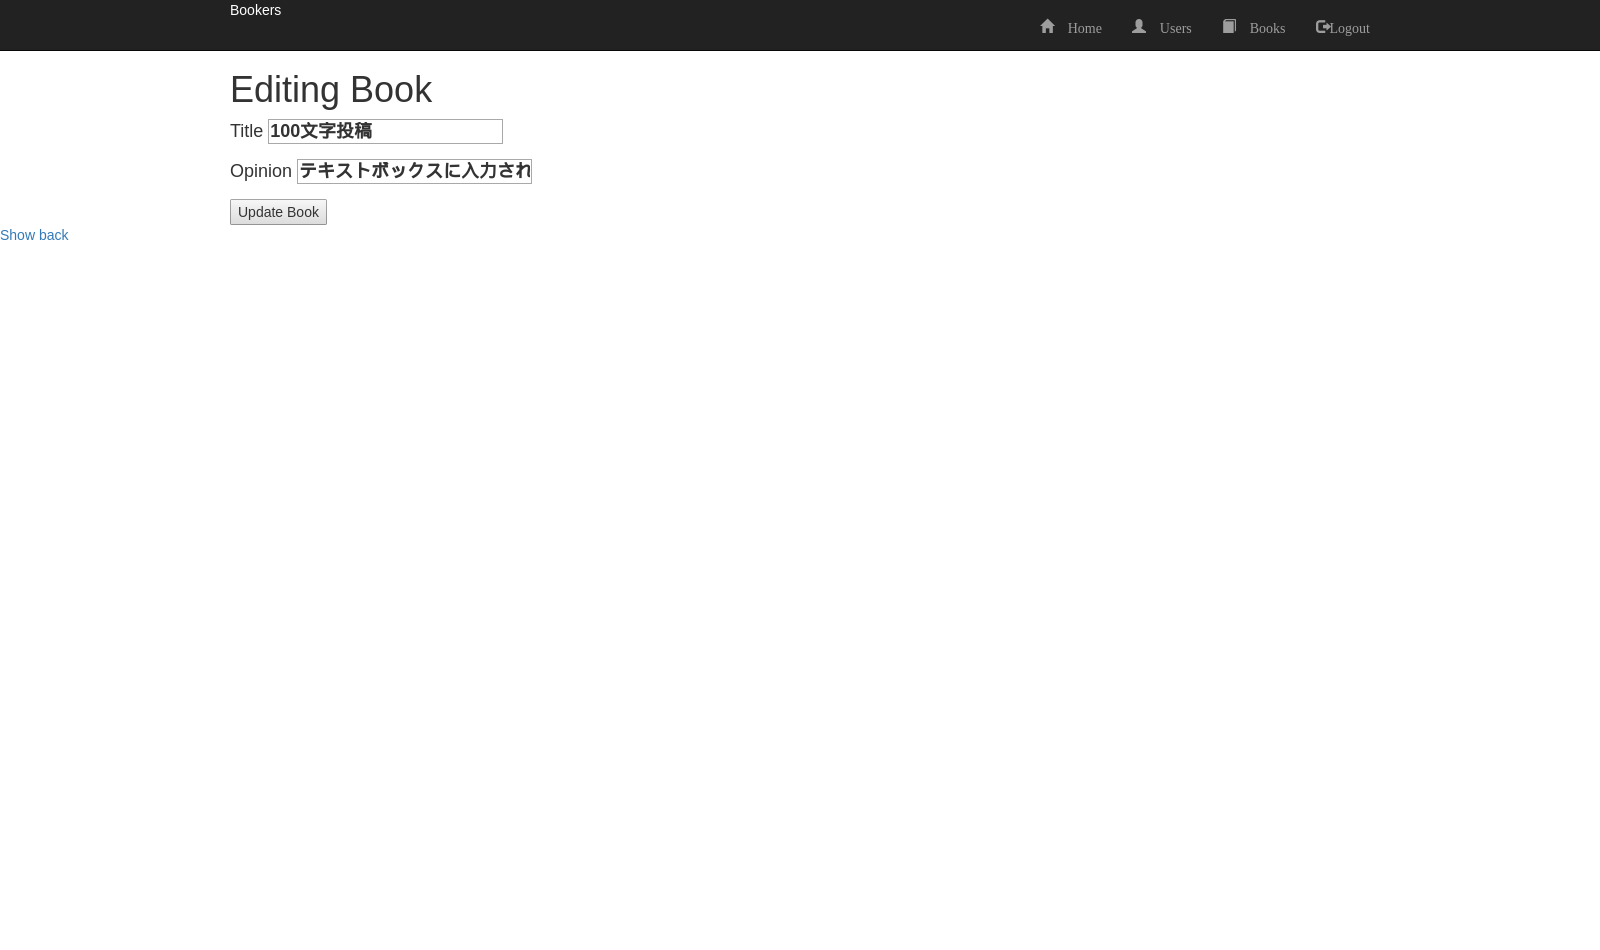 Bookers
Home Users Books Logout
Editing Book
Title 100文字投稿
Opinion テキストボックスに入力され
Update Book
Show back